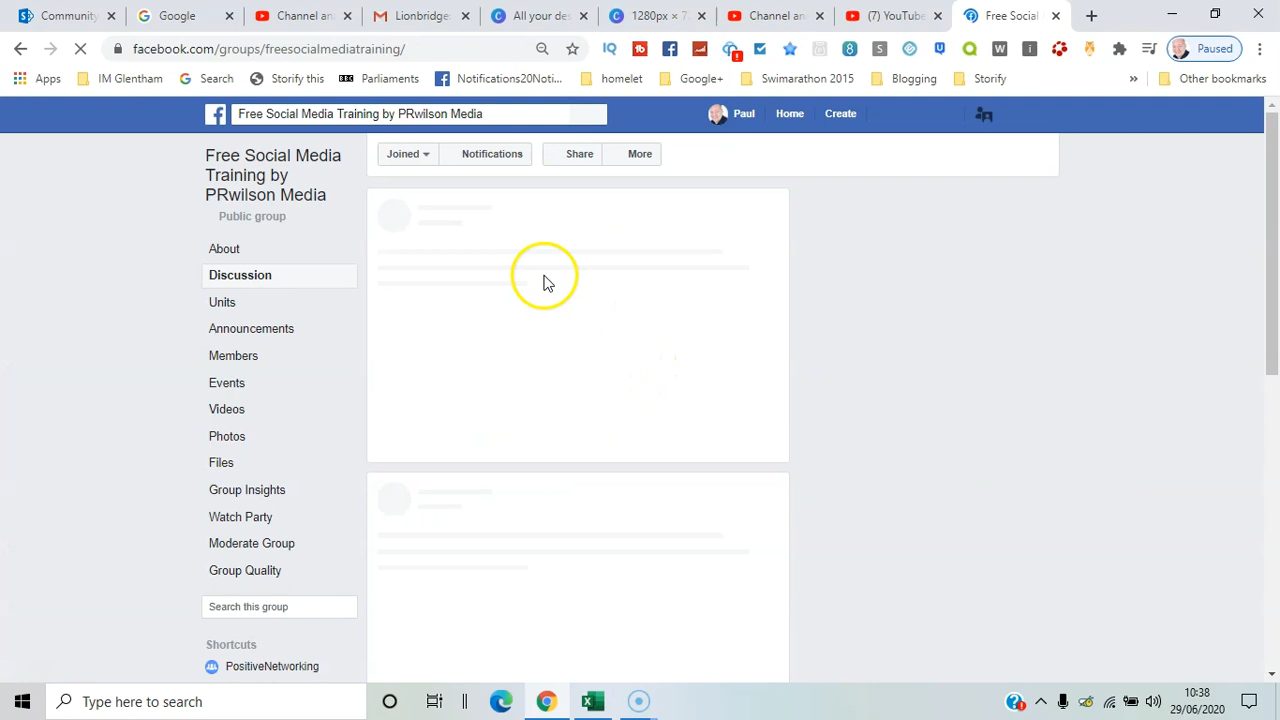 Community
Google
Channel an
Lionbridge:
All your de:
1280px × 7:
Channel an
(7) YouTube
Free Social
facebook.com/groups/freesocialmediatraining/
Paused
Apps
IM Glentham
Search
Storify this
Parliaments
Notifications20Noti...
homelet
Google+
Swimarathon 2015
Blogging
Storify
Other bookmarks
Free Social Media Training by PRwilson Media
Paul
Home
Create
Free Social Media
Training by
PRwilson Media
Public group
Joined
Notifications
Share
More
About
Discussion
Units
Announcements
Members
Events
Videos
Photos
Files
Group Insights
Watch Party
Moderate Group
Group Quality
Search this group
Shortcuts
PositiveNetworking
Type here to search
10:38
29/06/2020